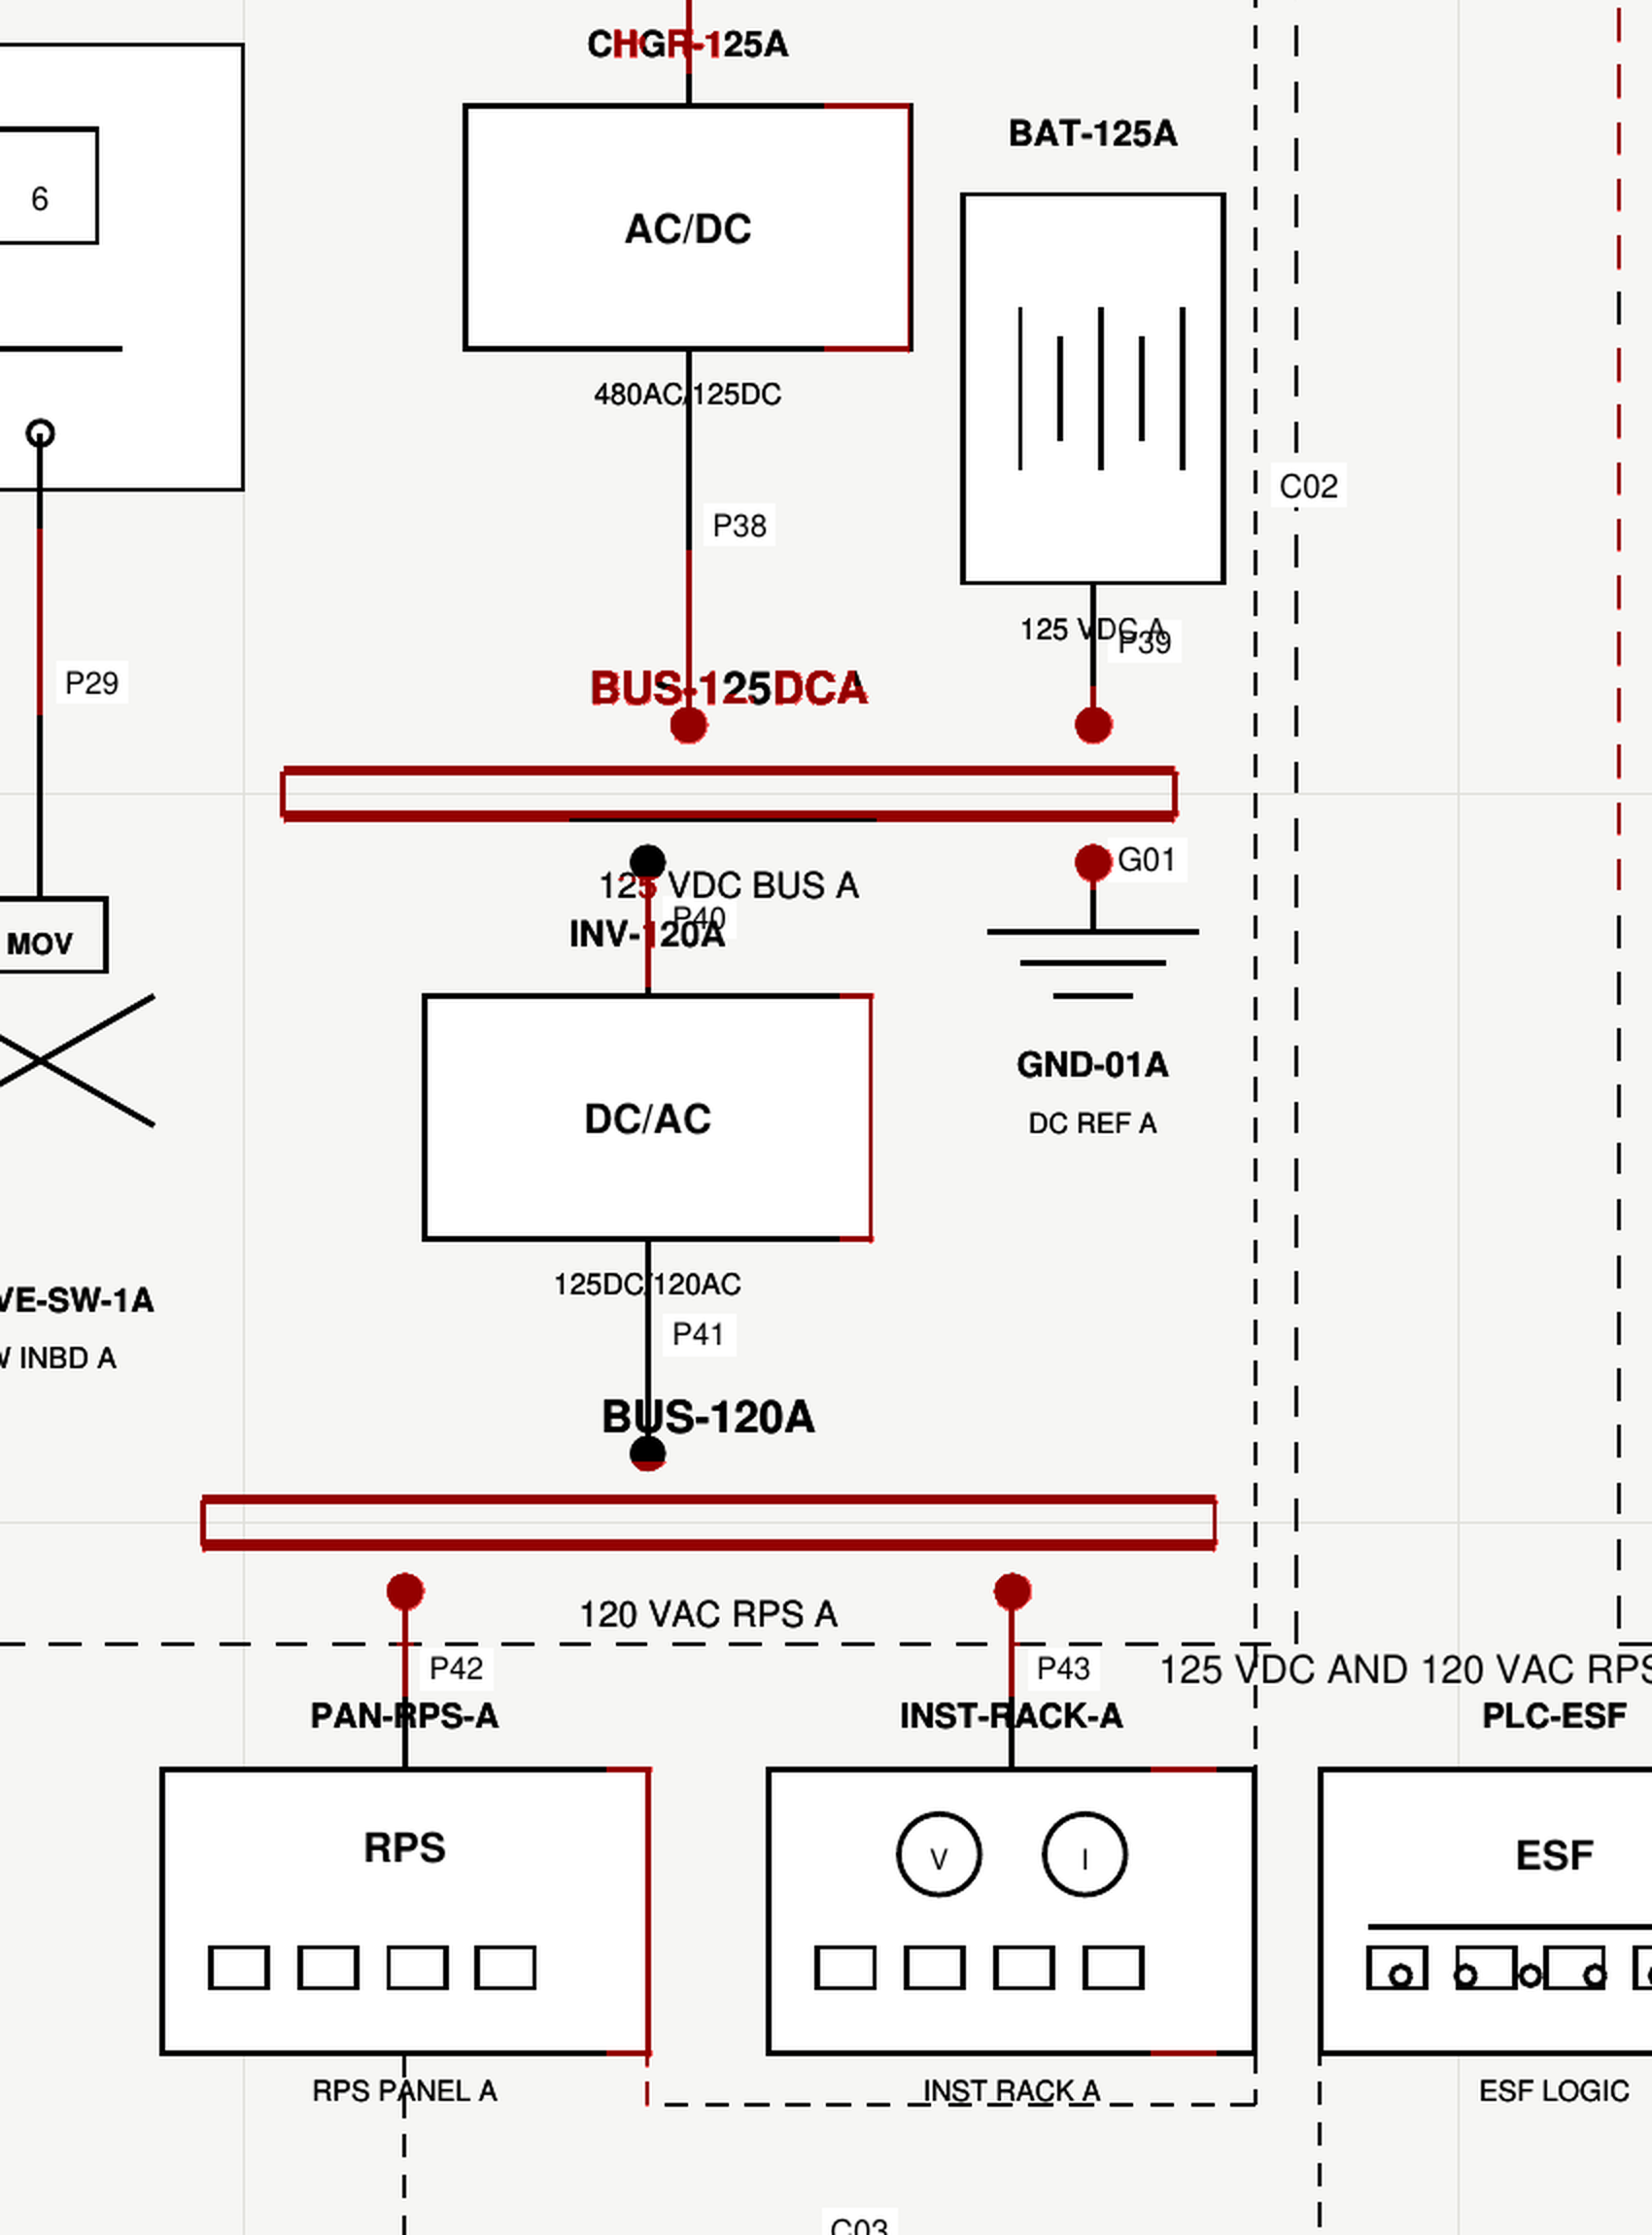 CHGR-125A
BAT-125A
6
AC/DC
480AC/125DC
C02
P38
125 VDC A
P39
P29
BUS-125DCA
G01
125 VDC BUS A
P40
INV-120A
MOV
GND-01A
DC/AC
DC REF A
125DC/120AC
VE-SW-1A
P41
INBD A
BUS-120A
120 VAC RPS A
P42
P43
125 VDC AND 120 VAC RPS
PAN-RPS-A
INST-RACK-A
PLC-ESF
RPS
V
I
ESF
RPS PANEL A
INST RACK A
ESF LOGIC
C03